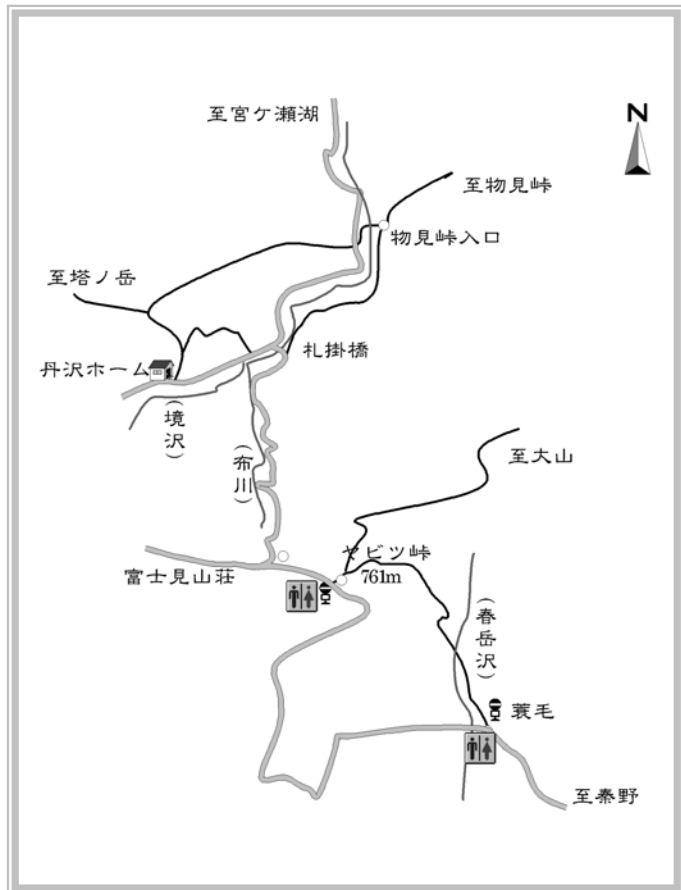 至宮ケ瀬湖
N
至物見峠
物見峠入口
至塔ノ岳
札掛橋
丹沢ホーム
(境沢)
(布川)
至大山
ヤビツ峠
761m
富士見山荘
(春岳沢)
蓑毛
至秦野